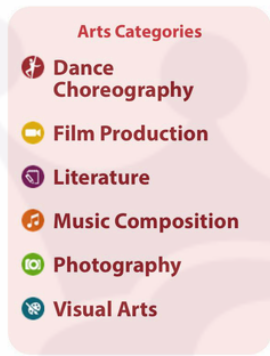 Arts Categories
Dance
Choreography
Film Production
Literature
Music Composition
Photography
Visual Arts